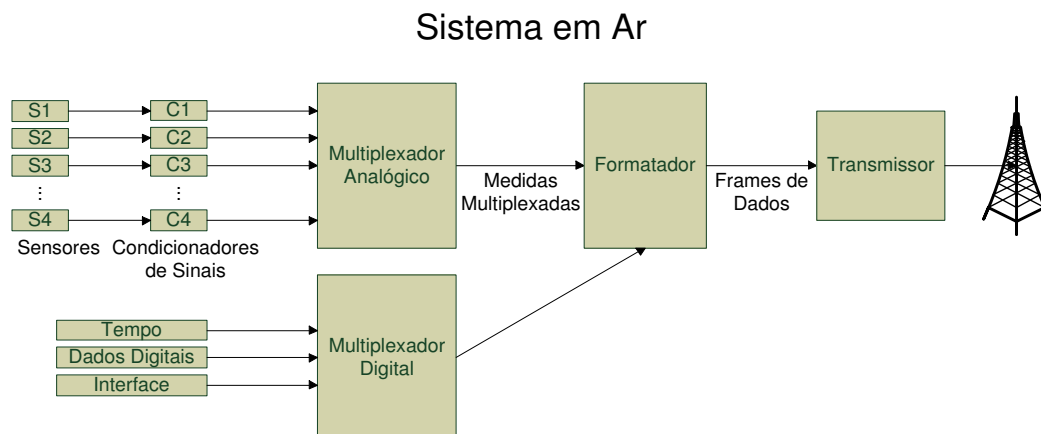 Sistema em Ar
S1
C1
S2
C2
S3
C3
...
...
S4
C4
Sensores
Condicionadores
de Sinais
Multiplexador
Analógico
Medidas
Multiplexadas
Formatador
Frames de
Dados
Transmissor
Tempo
Dados Digitais
Interface
Multiplexador
Digital